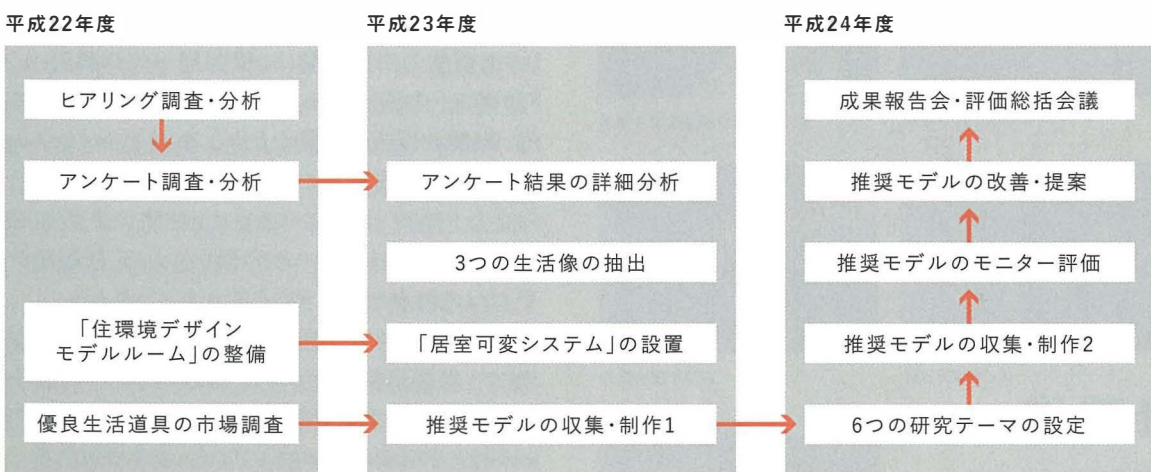 平成22年度
ヒアリング調査・分析
アンケート調査・分析
「住環境デザイン
モデルルーム」の整備
優良生活道具の市場調査
平成23年度
アンケート結果の詳細分析
3つの生活像の抽出
「居室可変システム」の設置
推奨モデルの収集・制作1
平成24年度
成果報告会・評価総括会議
推奨モデルの改善・提案
推奨モデルのモニター評価
推奨モデルの収集・制作2
6つの研究テーマの設定